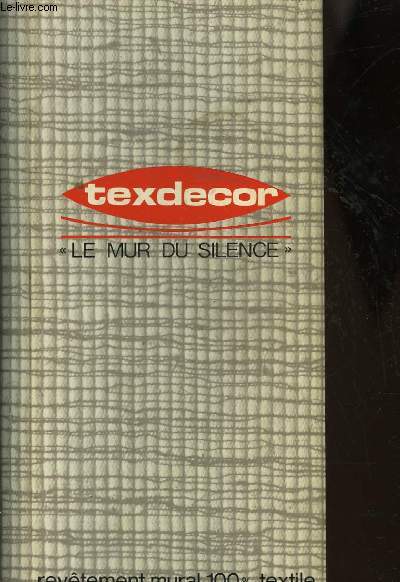 Le-livre.com
texdecor
« LE MUR DU SILENCE »
revêtement mural 100% textile